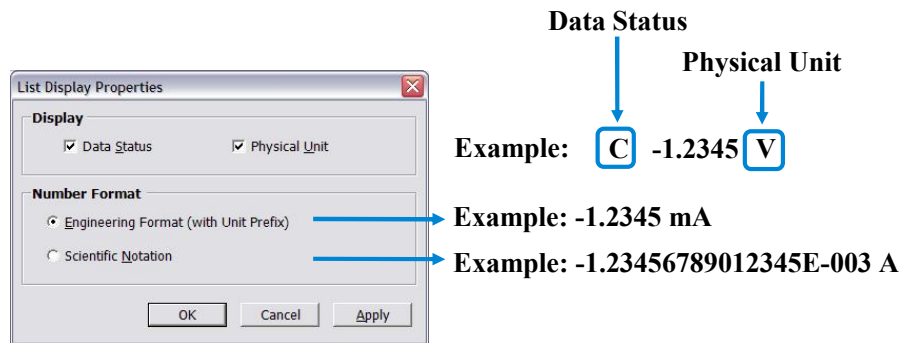 Data Status
Physical Unit
List Display Properties
Display
Data Status Physical Unit
Example: C -1.2345 V
Number Format
Engineering Format (with Unit Prefix) Example: -1.2345 mA
Scientific Notation Example: -1.23456789012345E-003 A
OK Cancel Apply